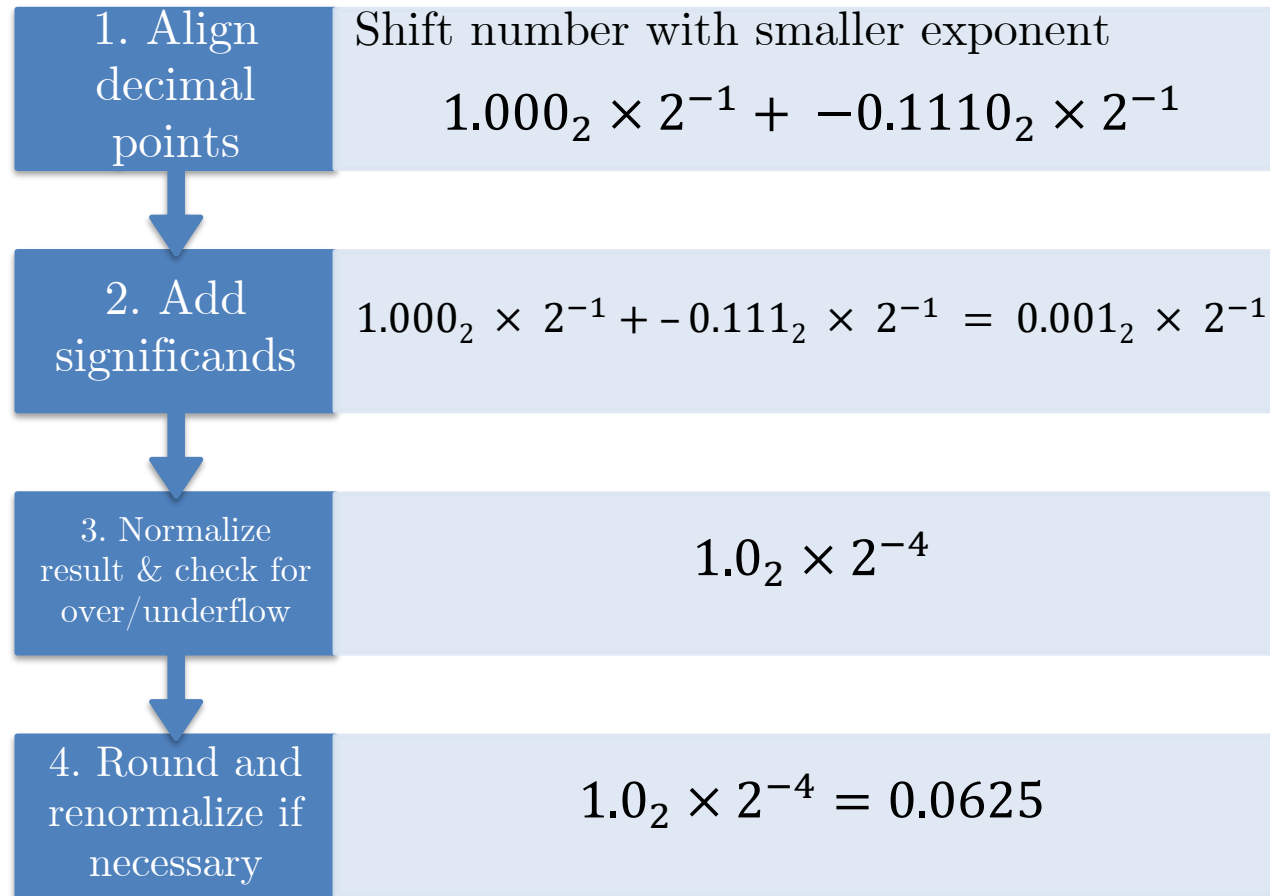 1. Align
decimal
points
Shift number with smaller exponent
1.000₂ × 2⁻¹ + −0.1110₂ × 2⁻¹
2. Add
significands
1.000₂ × 2⁻¹ + – 0.111₂ × 2⁻¹ = 0.001₂ × 2⁻¹
3. Normalize
result & check for
over/underflow
1.0₂ × 2⁻⁴
4. Round and
renormalize if
necessary
1.0₂ × 2⁻⁴ = 0.0625